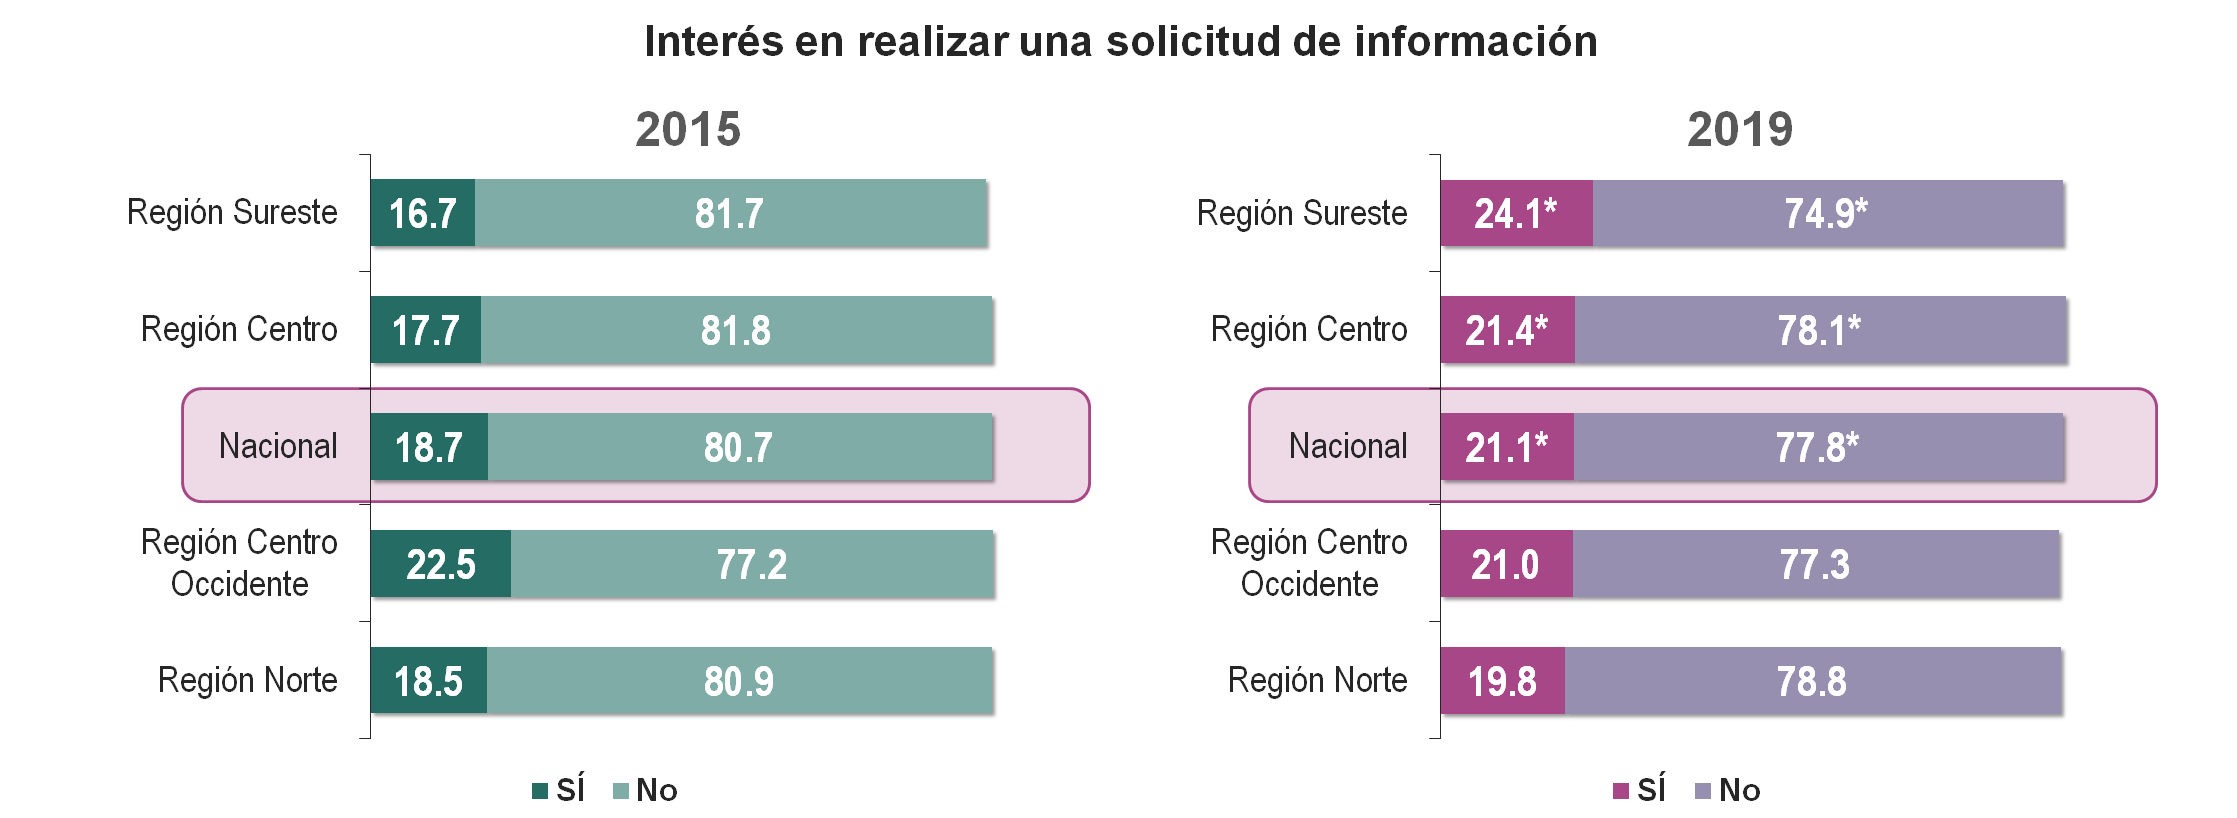 Interés en realizar una solicitud de información
2015
Región Sureste
16.7
81.7
Región Centro
17.7
81.8
Nacional
18.7
80.7
Región Centro
Occidente
22.5
77.2
Región Norte
18.5
80.9
SÍ
No
2019
Región Sureste
24.1*
74.9*
Región Centro
21.4*
78.1*
Nacional
21.1*
77.8*
Región Centro
Occidente
21.0
77.3
Región Norte
19.8
78.8
SÍ
No